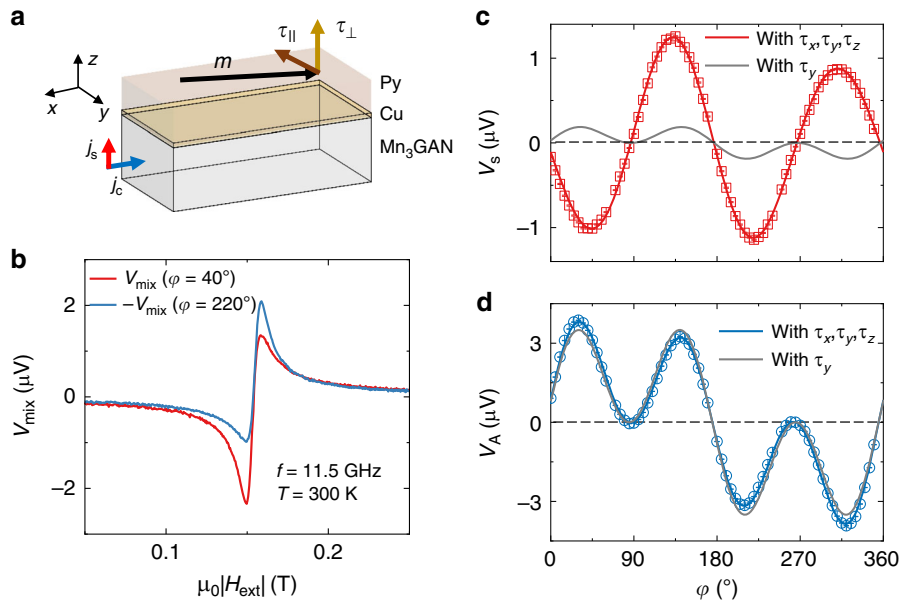 a
τ||
τ⊥
m
Py
Cu
Mn₃GAN
z
x
y
js
jc
b
Vmix (φ = 40°)
−Vmix (φ = 220°)
2
0
−2
Vmix (μV)
f = 11.5 GHz
T = 300 K
0.1
0.2
μ₀|Hext| (T)
c
With τx,τy,τz
With τy
1
0
−1
Vs (μV)
d
With τx,τy,τz
With τy
3
0
−3
VA (μV)
0
90
180
270
360
φ (°)